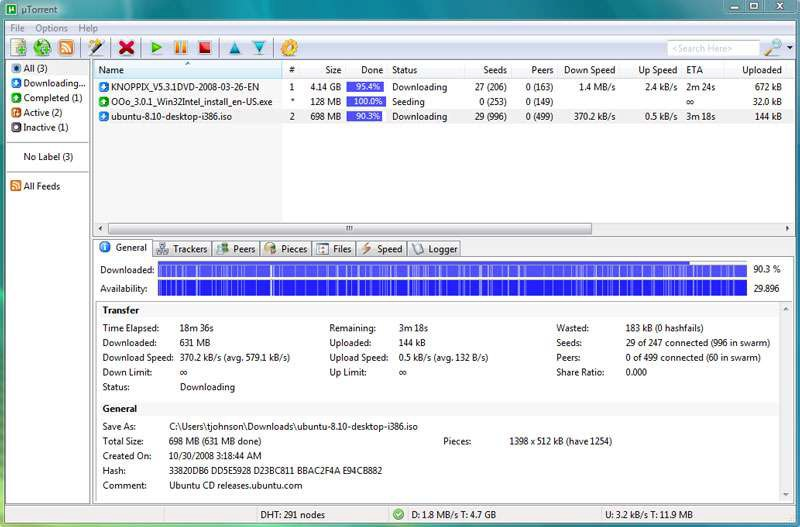 µTorrent
File Options Help
<Search Here>
All (3)
Downloading...
Completed (1)
Active (2)
Inactive (1)
No Label (3)
All Feeds
Name # Size Done Status Seeds Peers Down Speed Up Speed ETA Uploaded
KNOPPIX_V5.3.1DVD-2008-03-26-EN 1 4.14 GB 95.4% Downloading 27 (206) 0 (163) 1.4 MB/s 2.4 kB/s 2m 24s 672 kB
OOo_3.0.1_Win32Intel_install_en-US.exe * 128 MB 100.0% Seeding 0 (253) 0 (149) ∞ 32.0 kB
ubuntu-8.10-desktop-i386.iso 2 698 MB 90.3% Downloading 29 (996) 0 (499) 370.2 kB/s 0.5 kB/s 3m 18s 144 kB
General Trackers Peers Pieces Files Speed Logger
Downloaded: 90.3 %
Availability: 29.896
Transfer
Time Elapsed: 18m 36s Remaining: 3m 18s Wasted: 183 kB (0 hashfails)
Downloaded: 631 MB Uploaded: 144 kB Seeds: 29 of 247 connected (996 in swarm)
Download Speed: 370.2 kB/s (avg. 579.1 kB/s) Upload Speed: 0.5 kB/s (avg. 132 B/s) Peers: 0 of 499 connected (60 in swarm)
Down Limit: ∞ Up Limit: ∞ Share Ratio: 0.000
Status: Downloading
General
Save As: C:\Users\tjohnson\Downloads\ubuntu-8.10-desktop-i386.iso
Total Size: 698 MB (631 MB done) Pieces: 1398 x 512 kB (have 1254)
Created On: 10/30/2008 3:18:44 AM
Hash: 33820DB6 DD5E5928 D23BC811 BBAC2F4A E94CB882
Comment: Ubuntu CD releases.ubuntu.com
DHT: 291 nodes D: 1.8 MB/s T: 4.7 GB U: 3.2 kB/s T: 11.9 MB